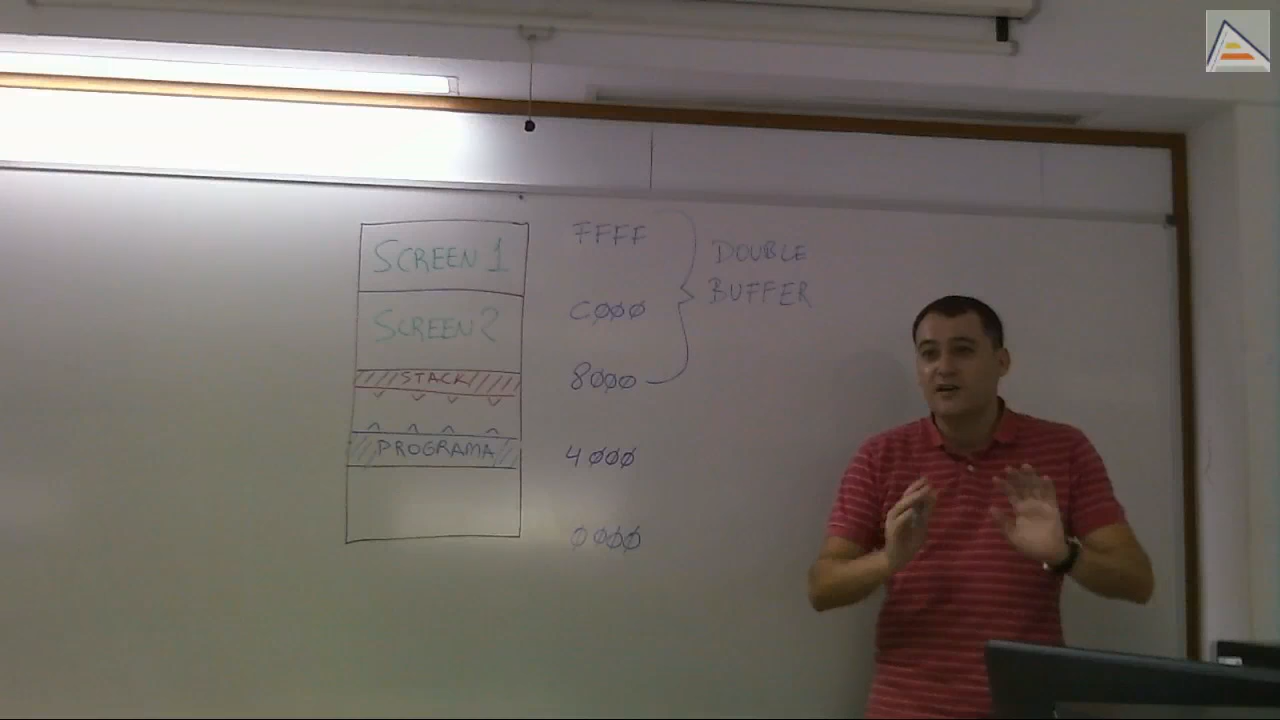 SCREEN 1
SCREEN 2
STACK
PROGRAMA
FFFF
C000
8000
4000
0000
DOUBLE
BUFFER